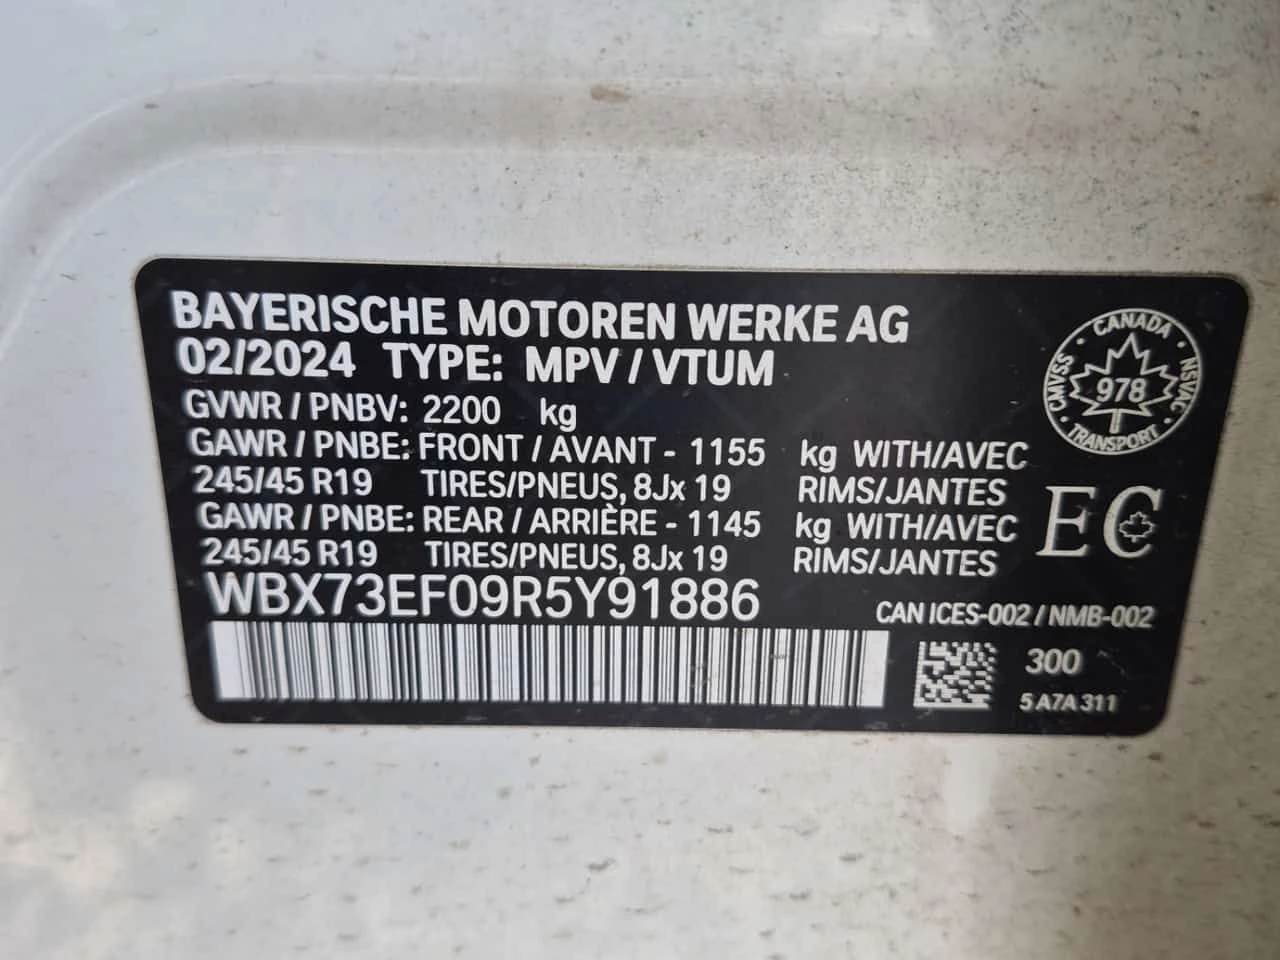 BAYERISCHE MOTOREN WERKE AG
02/2024 TYPE: MPV / VTUM
GVWR / PNBV: 2200 kg
GAWR / PNBE: FRONT / AVANT - 1155 kg WITH/AVEC
245/45 R19 TIRES/PNEUS, 8Jx 19 RIMS/JANTES
GAWR / PNBE: REAR / ARRIÈRE - 1145 kg WITH/AVEC
245/45 R19 TIRES/PNEUS, 8Jx 19 RIMS/JANTES
WBX73EF09R5Y91886
CANADA
CMVSS
978
NSVAC
TRANSPORT
EC
CAN ICES-002 / NMB-002
300
5 A7A 311